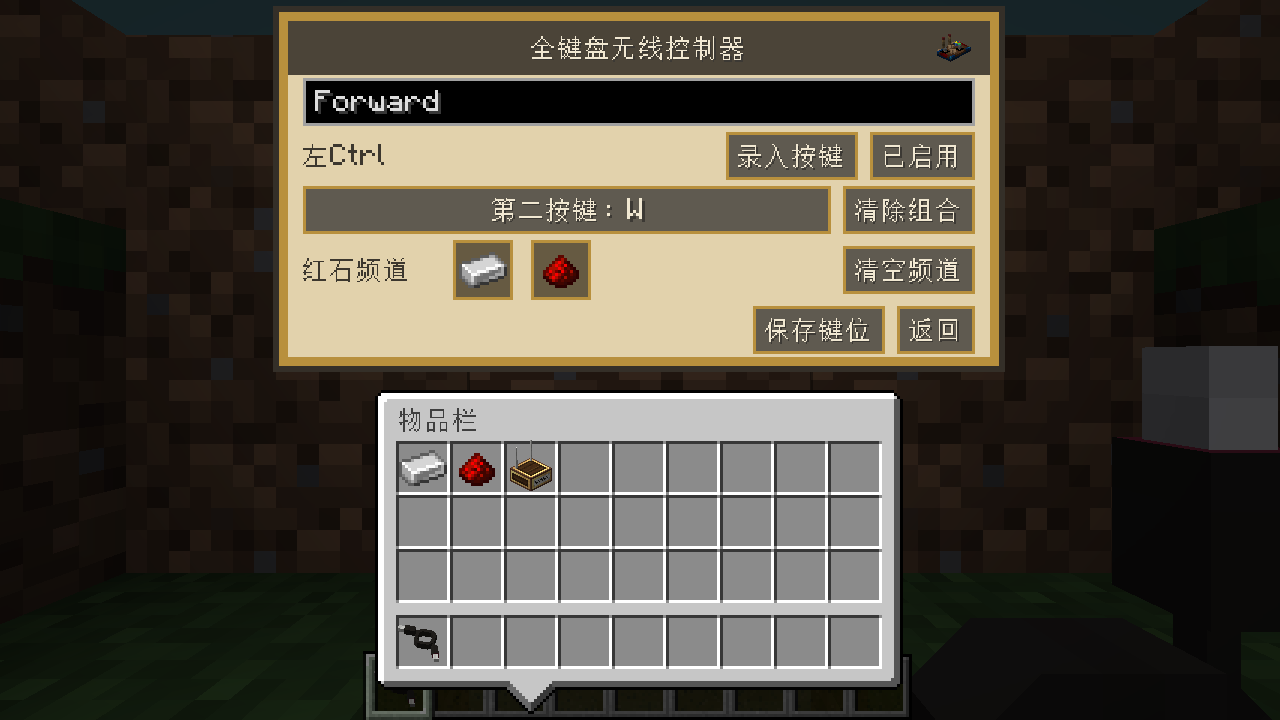 全键盘无线控制器
Forward
左Ctrl 录入按键 已启用
第二按键：W 清除组合
红石频道 清空频道
保存键位 返回
物品栏